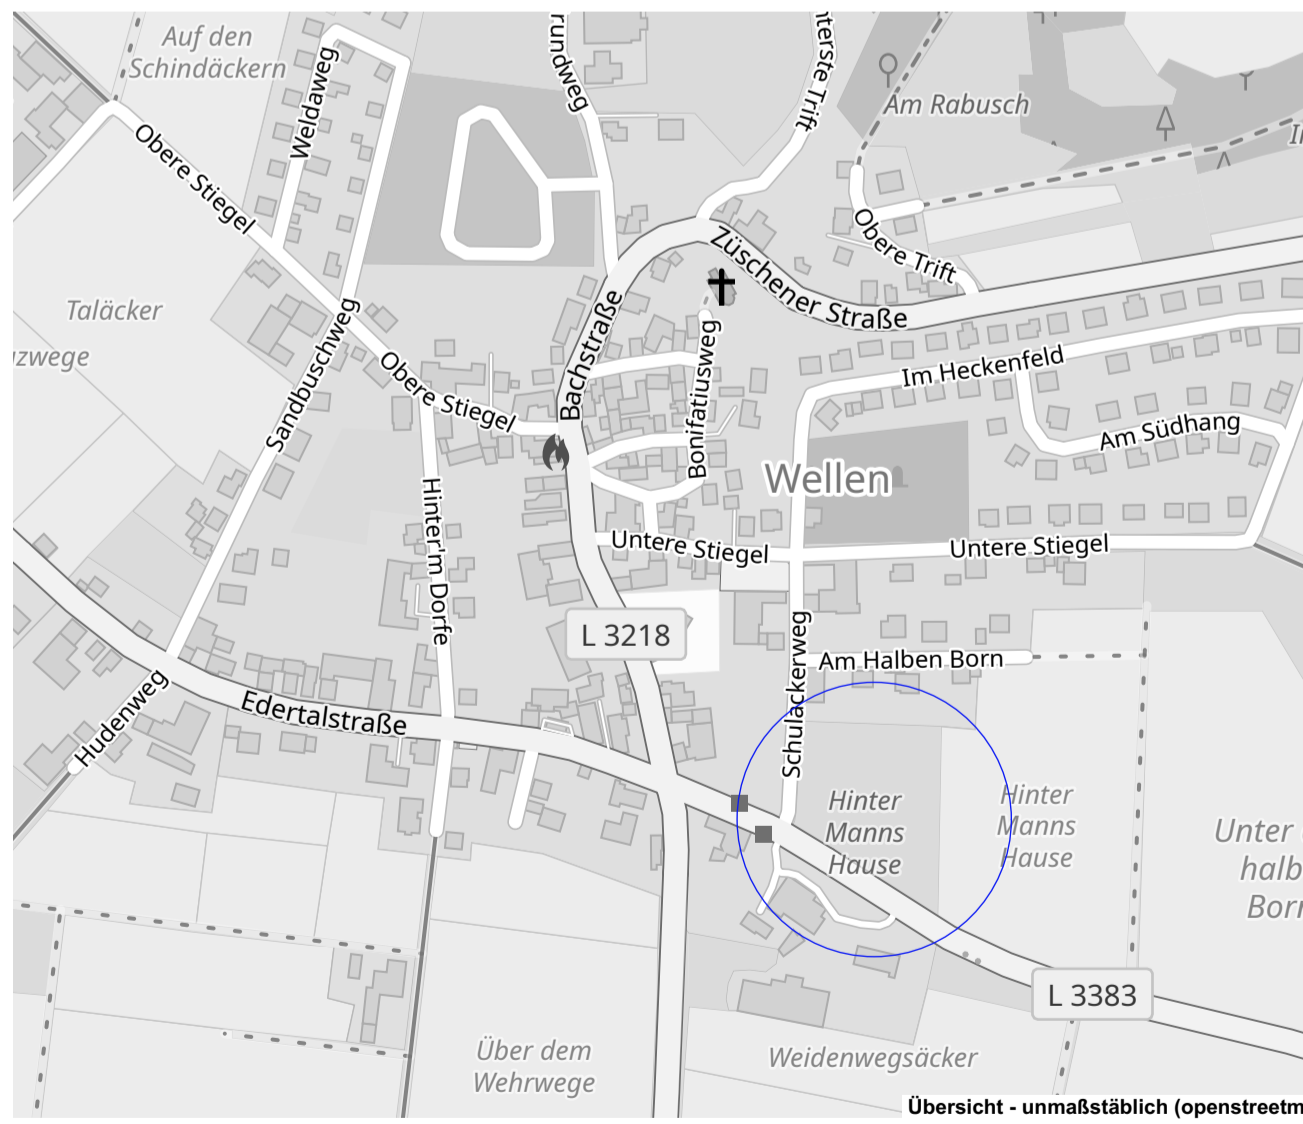 Auf den
Schindäckern
Weldaweg
rundweg
nterste Trift
Am Rabusch
Obere Stiegel
Obere Trift
Züschener Straße
Taläcker
zwege
Sandbuschweg
Bachstraße
Bonifatiusweg
Im Heckenfeld
Obere Stiegel
Am Südhang
Wellen
Hinter'm Dorfe
Untere Stiegel
Untere Stiegel
L 3218
Schulackerweg
Am Halben Born
Hudenweg
Edertalstraße
Hinter
Manns
Hause
Hinter
Manns
Hause
Unter
halb
Born
L 3383
Über dem
Wehrwege
Weidenwegsäcker
Übersicht - unmaßstäblich (openstreetm